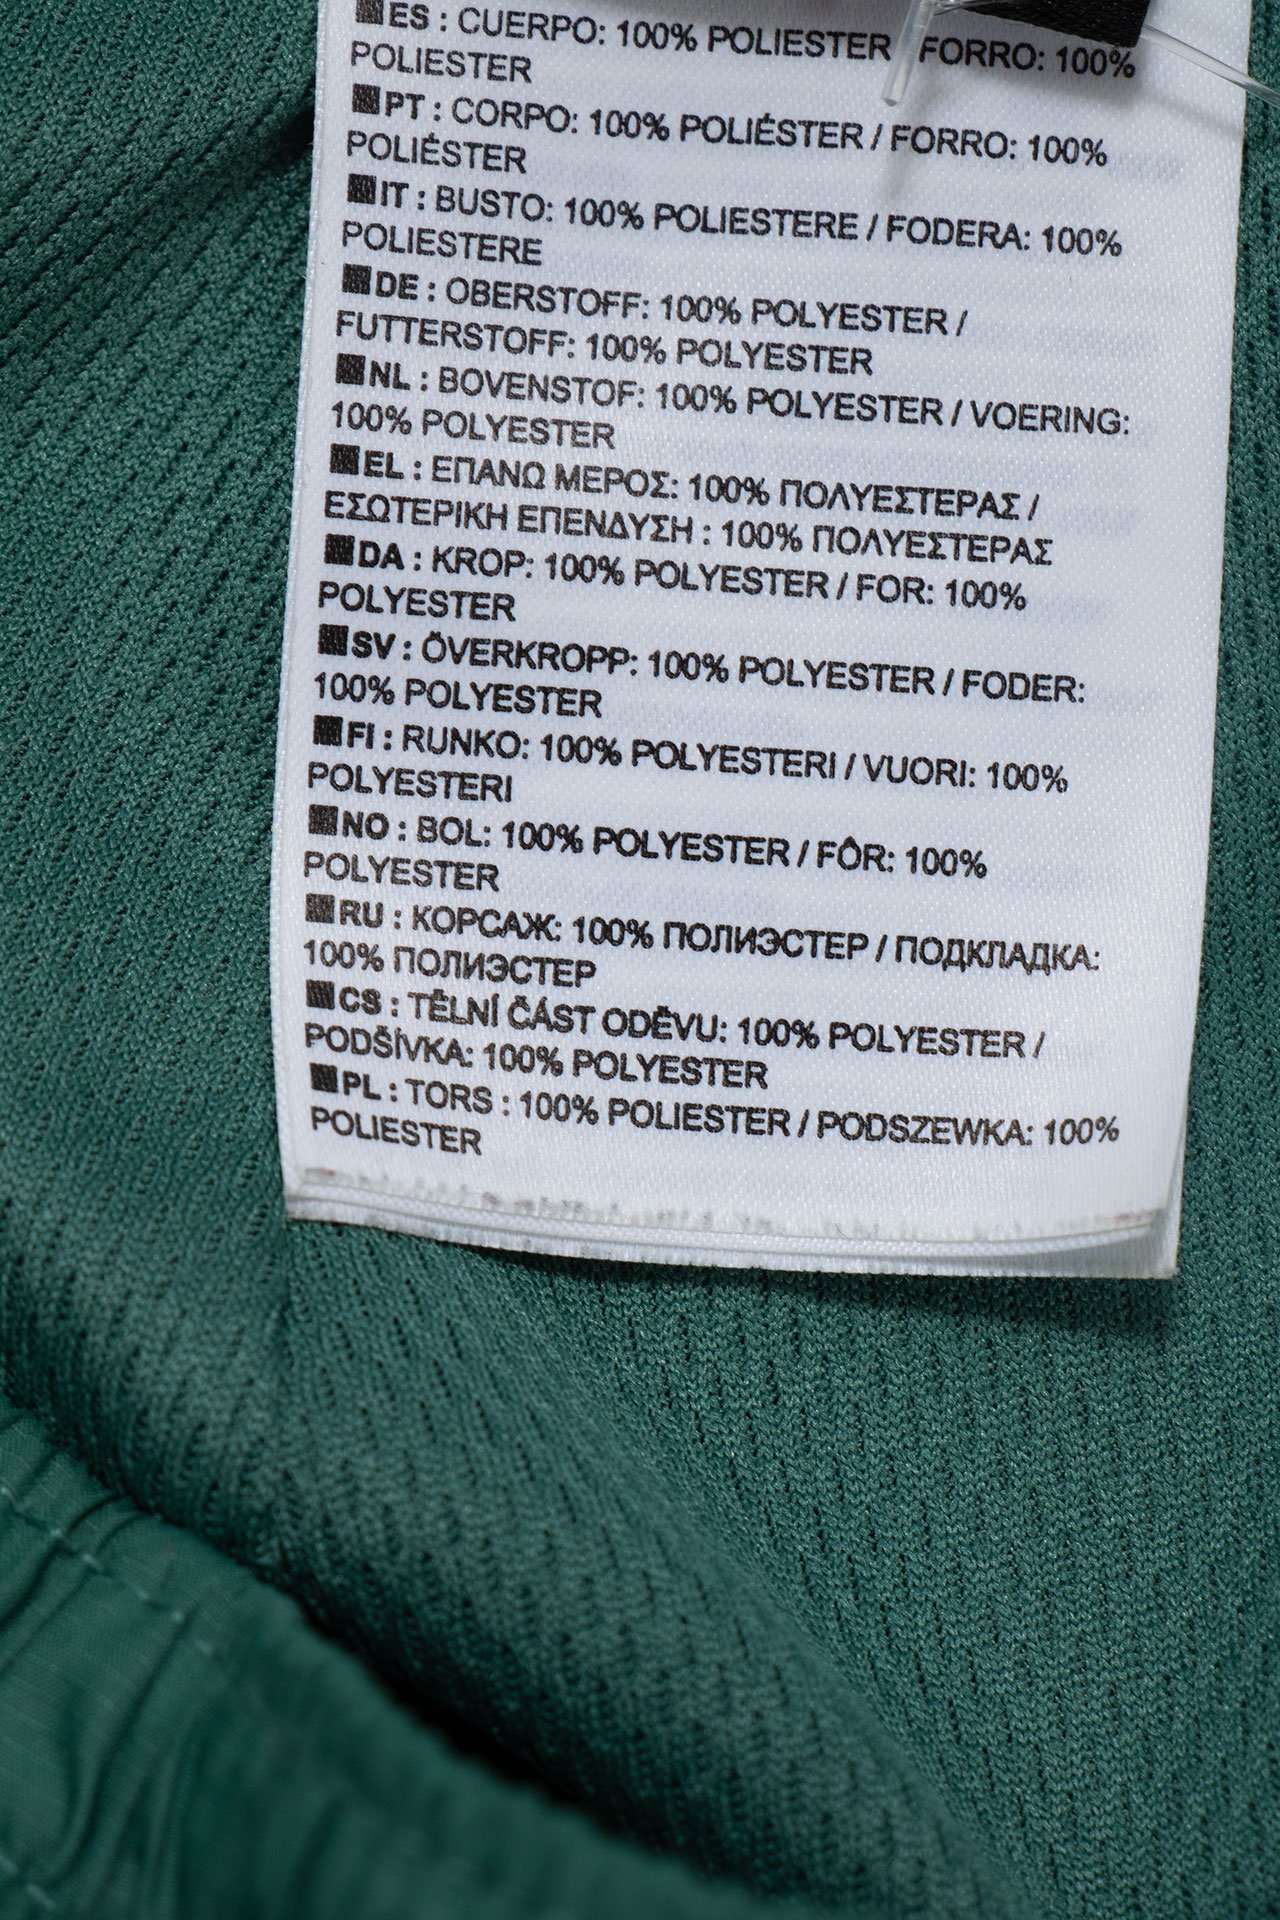 ES : CUERPO: 100% POLIESTER / FORRO: 100%
POLIESTER
PT : CORPO: 100% POLIÉSTER / FORRO: 100%
POLIÉSTER
IT : BUSTO: 100% POLIESTERE / FODERA: 100%
POLIESTERE
DE : OBERSTOFF: 100% POLYESTER /
FUTTERSTOFF: 100% POLYESTER
NL : BOVENSTOF: 100% POLYESTER / VOERING:
100% POLYESTER
EL : ΕΠΑΝΩ ΜΕΡΟΣ: 100% ΠΟΛΥΕΣΤΕΡΑΣ /
ΕΣΩΤΕΡΙΚΗ ΕΠΕΝΔΥΣΗ : 100% ΠΟΛΥΕΣΤΕΡΑΣ
DA : KROP: 100% POLYESTER / FOR: 100%
POLYESTER
SV : ÖVERKROPP: 100% POLYESTER / FODER:
100% POLYESTER
FI : RUNKO: 100% POLYESTERI / VUORI: 100%
POLYESTERI
NO : BOL: 100% POLYESTER / FÔR: 100%
POLYESTER
RU : КОРСАЖ: 100% ПОЛИЭСТЕР / ПОДКЛАДКА:
100% ПОЛИЭСТЕР
CS : TĚLNÍ ČÁST ODĚVU: 100% POLYESTER /
PODŠÍVKA: 100% POLYESTER
PL : TORS : 100% POLIESTER / PODSZEWKA: 100%
POLIESTER